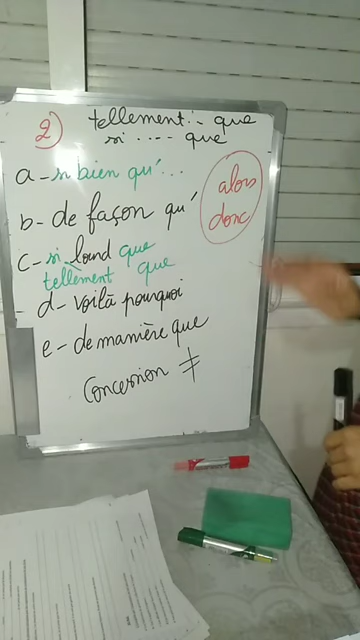 2) tellement... que
si .... que
a - si bien qu'...
b - de façon qu'
alors
donc
c - si lourd que
tellement que
- d - voilà pourquoi
e - de manière que
Concession ≠